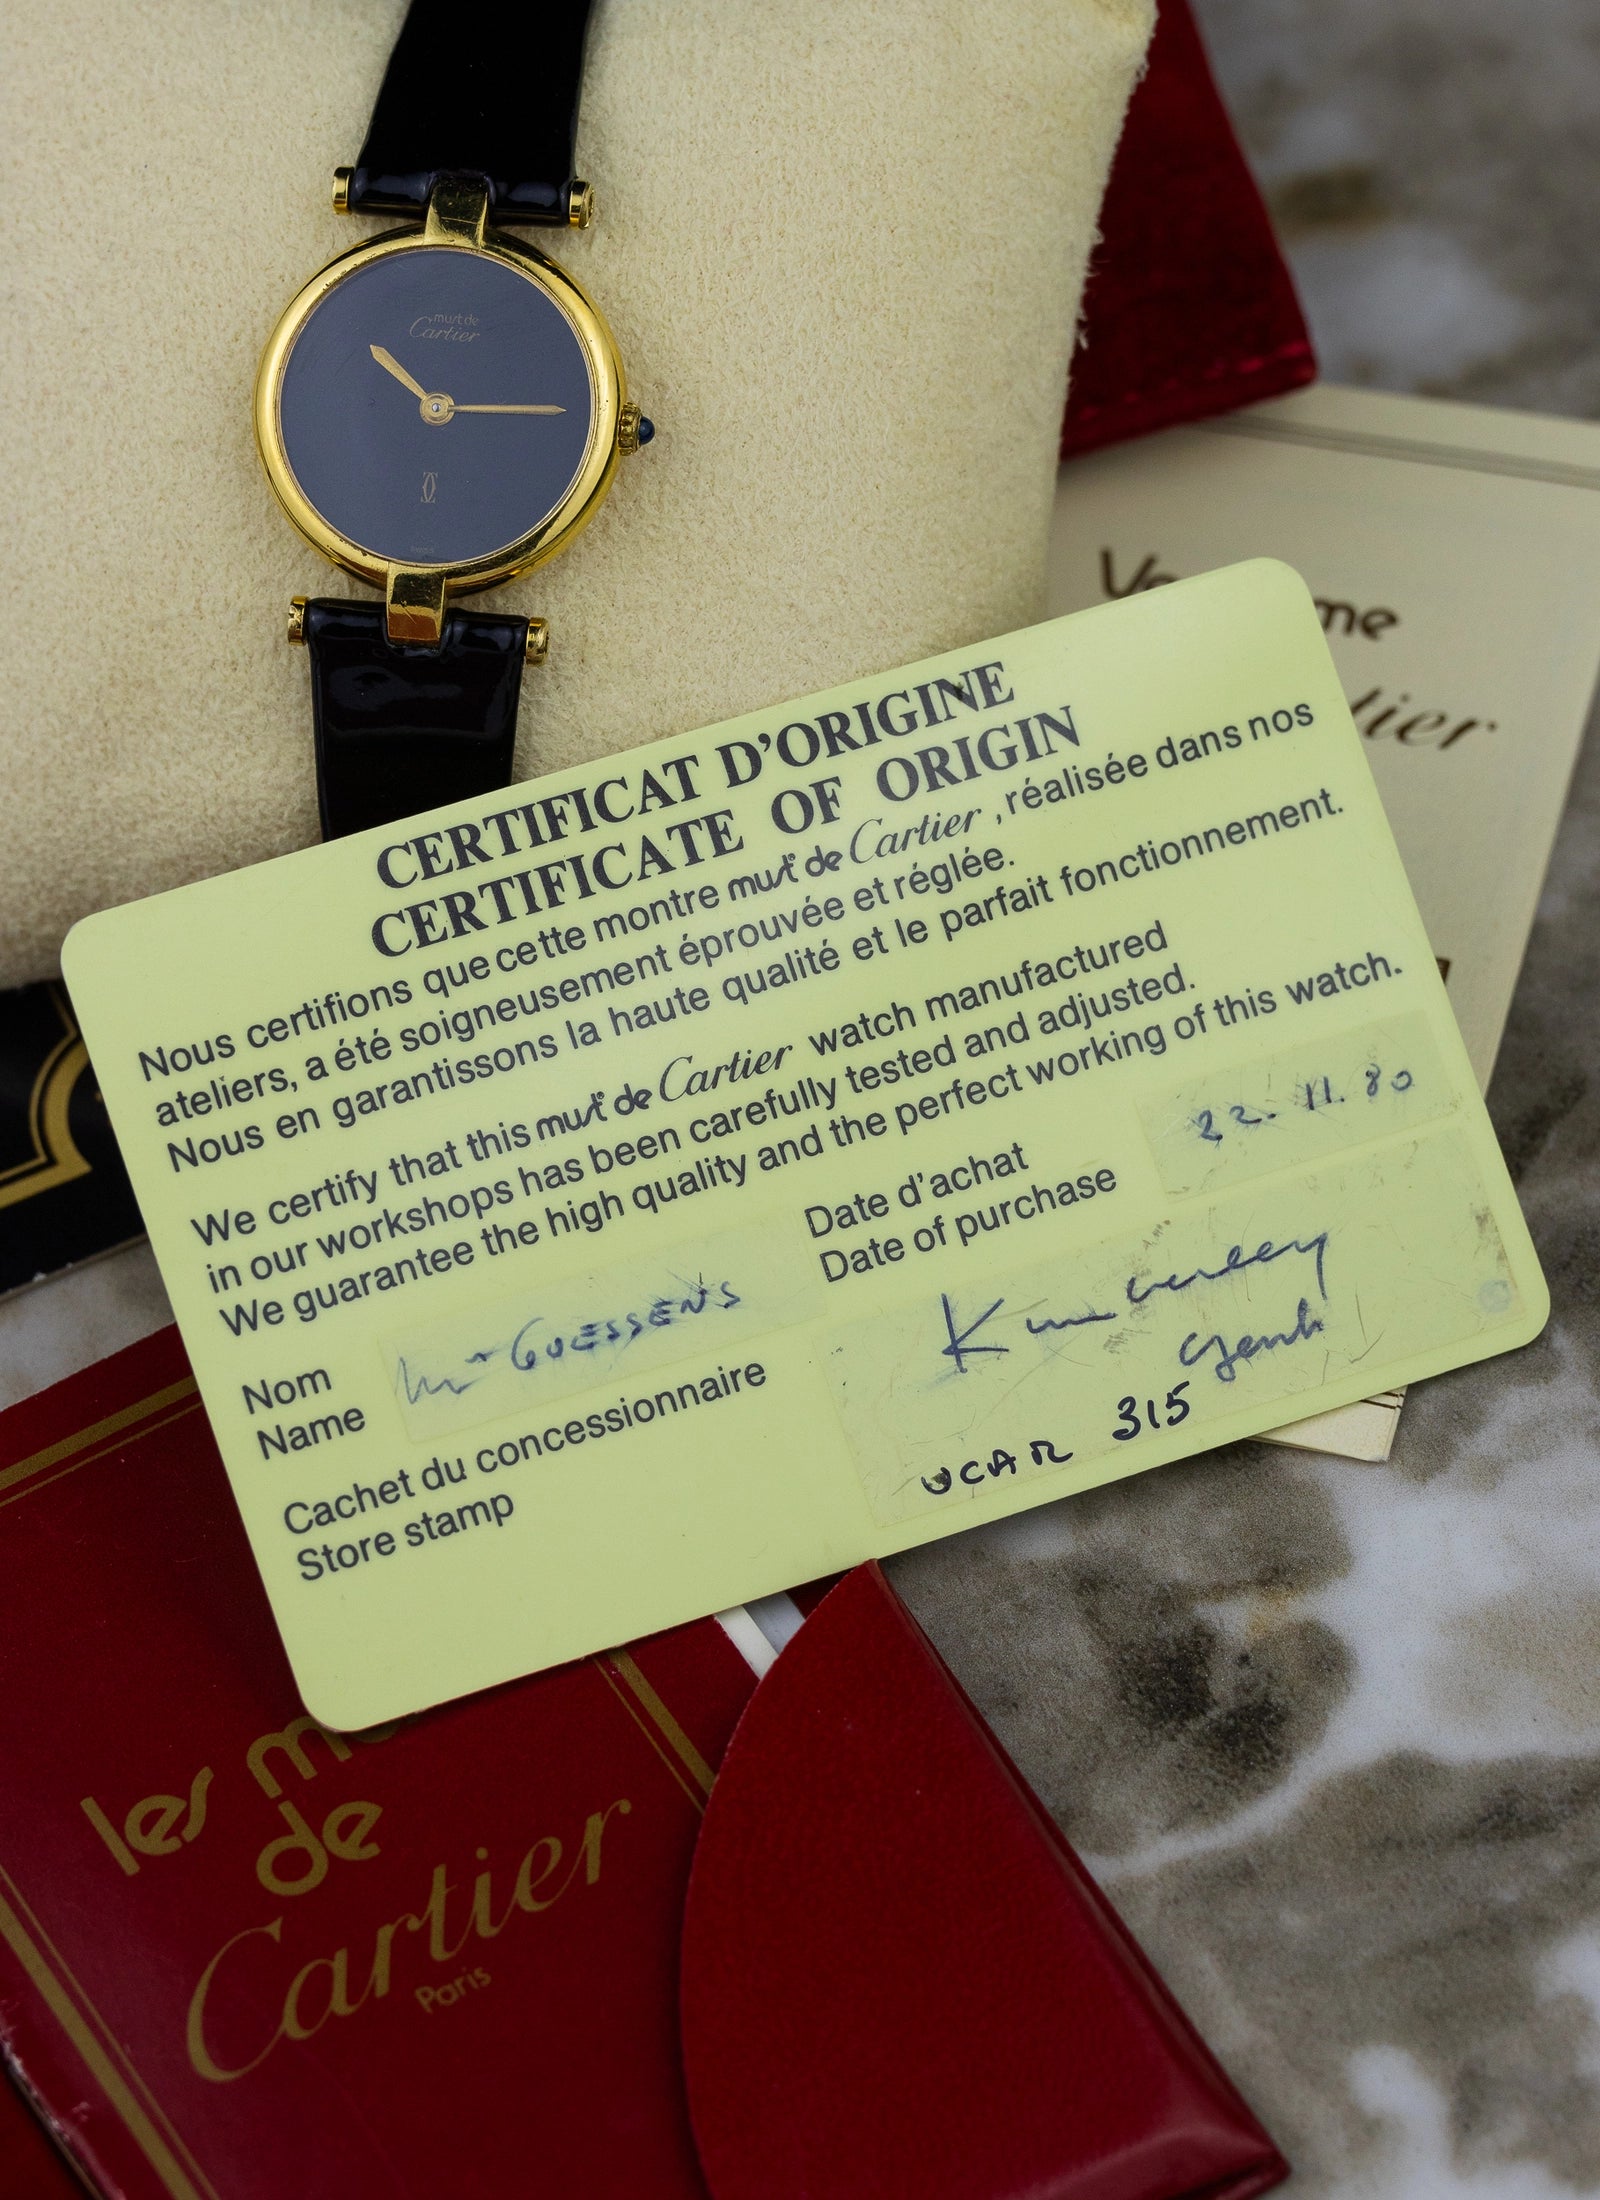 must de
Cartier
PARIS
CERTIFICAT D'ORIGINE
CERTIFICATE OF ORIGIN
Nous certifions que cette montre must de Cartier, réalisée dans nos
ateliers, a été soigneusement éprouvée et réglée.
Nous en garantissons la haute qualité et le parfait fonctionnement.
We certify that this must de Cartier watch manufactured
in our workshops has been carefully tested and adjusted.
We guarantee the high quality and the perfect working of this watch.
Date d'achat
Date of purchase
22.11.80
Nom
Name
GOESSENS
Cachet du concessionnaire
Store stamp
Genk
315
les m
de
Cartier
Paris